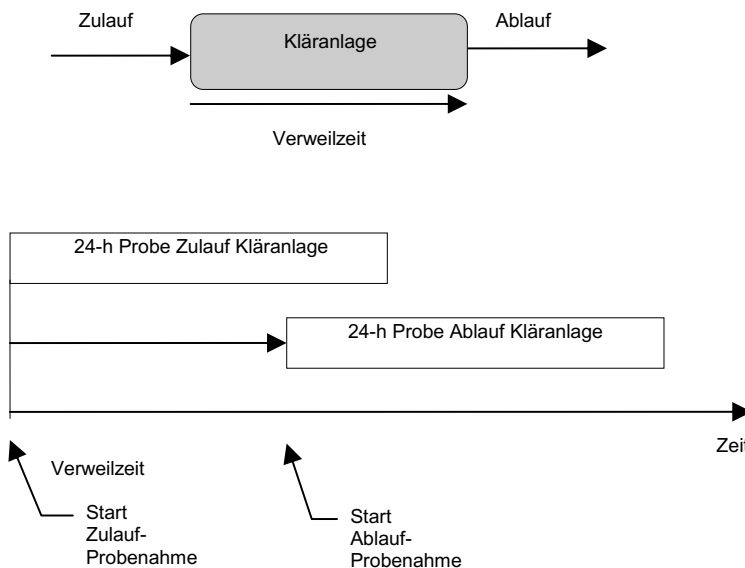 Zulauf
Kläranlage
Ablauf
Verweilzeit
24-h Probe Zulauf Kläranlage
24-h Probe Ablauf Kläranlage
Zeit
Verweilzeit
Start
Zulauf-
Probenahme
Start
Ablauf-
Probenahme